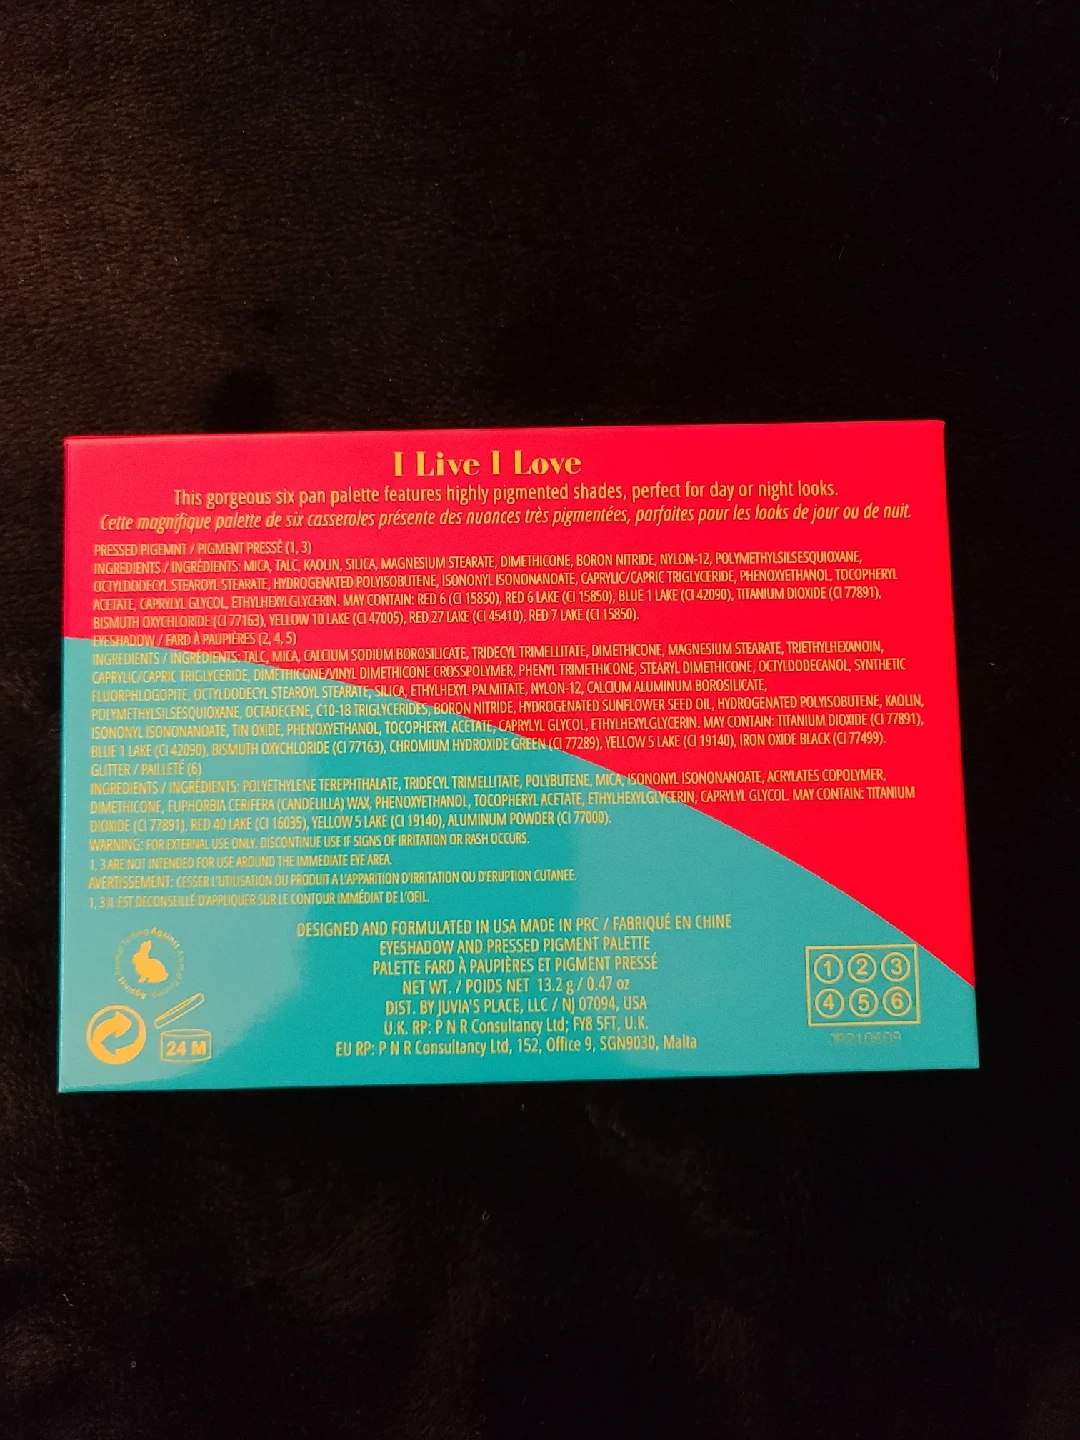 I Live I Love
This gorgeous six pan palette features highly pigmented shades, perfect for day or night looks.
Cette magnifique palette de six casseroles présente des nuances très pigmentées, parfaites pour les looks de jour ou de nuit.
PRESSED PIGEMNT / PIGMENT PRESSÉ (1, 3)
INGREDIENTS / INGRÉDIENTS: MICA, TALC, KAOLIN, SILICA, MAGNESIUM STEARATE, DIMETHICONE, BORON NITRIDE, NYLON-12, POLYMETHYLSILSESQUIOXANE,
OCTYLDODECYL STEAROYL STEARATE, HYDROGENATED POLYISOBUTENE, ISONONYL ISONONANOATE, CAPRYLIC/CAPRIC TRIGLYCERIDE, PHENOXYETHANOL, TOCOPHERYL
ACETATE, CAPRYLYL GLYCOL, ETHYLHEXYLGLYCERIN. MAY CONTAIN: RED 6 (CI 15850), RED 6 LAKE (CI 15850), BLUE 1 LAKE (CI 42090), TITANIUM DIOXIDE (CI 77891),
BISMUTH OXYCHLORIDE (CI 77163), YELLOW 10 LAKE (CI 47005), RED 27 LAKE (CI 45410), RED 7 LAKE (CI 15850).
EYESHADOW / FARD À PAUPIÈRES (2, 4, 5)
INGREDIENTS / INGRÉDIENTS: TALC, MICA, CALCIUM SODIUM BOROSILICATE, TRIDECYL TRIMELLITATE, DIMETHICONE, MAGNESIUM STEARATE, TRIETHYLHEXANOIN,
CAPRYLIC/CAPRIC TRIGLYCERIDE, DIMETHICONE/VINYL DIMETHICONE CROSSPOLYMER, PHENYL TRIMETHICONE, STEARYL DIMETHICONE, OCTYLDODECANOL, SYNTHETIC
FLUORPHLOGOPITE, OCTYLDODECYL STEAROYL STEARATE, SILICA, ETHYLHEXYL PALMITATE, NYLON-12, CALCIUM ALUMINUM BOROSILICATE,
POLYMETHYLSILSESQUIOXANE, OCTADECENE, C10-18 TRIGLYCERIDES, BORON NITRIDE, HYDROGENATED SUNFLOWER SEED OIL, HYDROGENATED POLYISOBUTENE, KAOLIN,
ISONONYL ISONONANOATE, TIN OXIDE, PHENOXYETHANOL, TOCOPHERYL ACETATE, CAPRYLYL GLYCOL, ETHYLHEXYLGLYCERIN. MAY CONTAIN: TITANIUM DIOXIDE (CI 77891),
BLUE 1 LAKE (CI 42090), BISMUTH OXYCHLORIDE (CI 77163), CHROMIUM HYDROXIDE GREEN (CI 77289), YELLOW 5 LAKE (CI 19140), IRON OXIDE BLACK (CI 77499).
GLITTER / PAILLETÉ (6)
INGREDIENTS / INGRÉDIENTS: POLYETHYLENE TEREPHTHALATE, TRIDECYL TRIMELLITATE, POLYBUTENE, MICA, ISONONYL ISONONANOATE, ACRYLATES COPOLYMER,
DIMETHICONE, EUPHORBIA CERIFERA (CANDELILLA) WAX, PHENOXYETHANOL, TOCOPHERYL ACETATE, ETHYLHEXYLGLYCERIN, CAPRYLYL GLYCOL. MAY CONTAIN: TITANIUM
DIOXIDE (CI 77891), RED 40 LAKE (CI 16035), YELLOW 5 LAKE (CI 19140), ALUMINUM POWDER (CI 77000).
WARNING: FOR EXTERNAL USE ONLY. DISCONTINUE USE IF SIGNS OF IRRITATION OR RASH OCCURS.
1, 3 ARE NOT INTENDED FOR USE AROUND THE IMMEDIATE EYE AREA.
AVERTISSEMENT: CESSER L'UTILISATION DU PRODUIT A L'APPARITION D'IRRITATION OU D'ERUPTION CUTANEE.
1, 3 IL EST DECONSEILLÉ D'APPLIQUER SUR LE CONTOUR IMMÉDIAT DE L'OEIL.
DESIGNED AND FORMULATED IN USA MADE IN PRC / FABRIQUÉ EN CHINE
EYESHADOW AND PRESSED PIGMENT PALETTE
PALETTE FARD À PAUPIÈRES ET PIGMENT PRESSÉ
NET WT. / POIDS NET 13.2 g / 0.47 oz
DIST. BY JUVIA'S PLACE, LLC / NJ 07094, USA
U.K. RP: P N R Consultancy Ltd; FY8 5FT, U.K.
EU RP: P N R Consultancy Ltd, 152, Office 9, SGN9030, Malta
24 M
1 2 3
4 5 6
JP210609